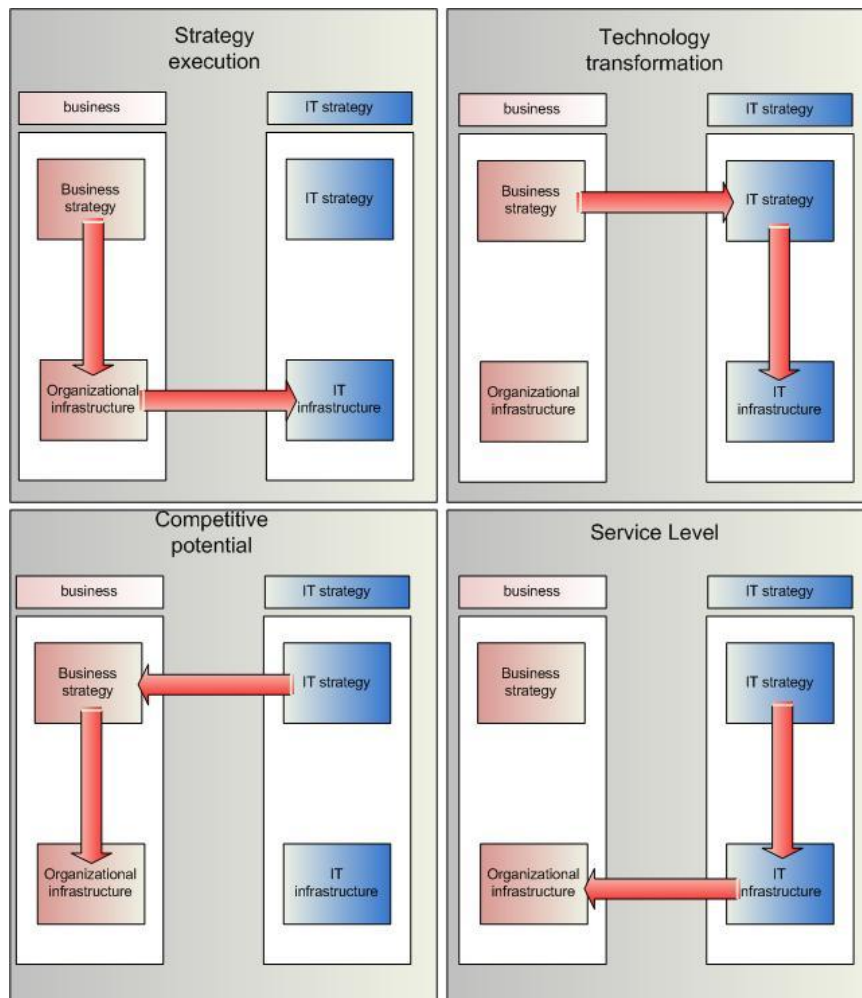 Strategy
execution
business
IT strategy
Business
strategy
IT strategy
Organizational
infrastructure
IT
infrastructure
Technology
transformation
business
IT strategy
Business
strategy
IT strategy
Organizational
infrastructure
IT
infrastructure
Competitive
potential
business
IT strategy
Business
strategy
IT strategy
Organizational
infrastructure
IT
infrastructure
Service Level
business
IT strategy
Business
strategy
IT strategy
Organizational
infrastructure
IT
infrastructure